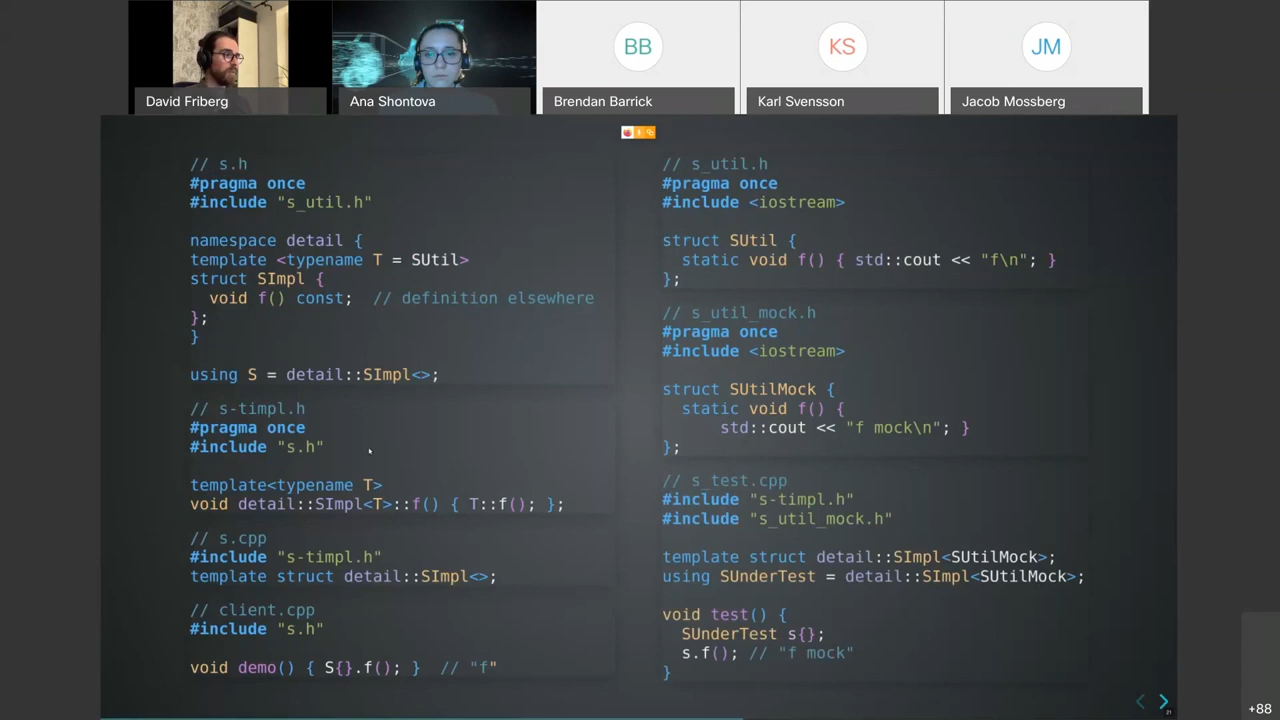 David Friberg
Ana Shontova
BB
Brendan Barrick
KS
Karl Svensson
JM
Jacob Mossberg
// s.h
#pragma once
#include "s_util.h"
namespace detail {
template <typename T = SUtil>
struct SImpl {
void f() const; // definition elsewhere
};
}
using S = detail::SImpl<>;
// s-timpl.h
#pragma once
#include "s.h"
template<typename T>
void detail::SImpl<T>::f() { T::f(); };
// s.cpp
#include "s-timpl.h"
template struct detail::SImpl<>;
// client.cpp
#include "s.h"
void demo() { S{}.f(); } // "f"
// s_util.h
#pragma once
#include <iostream>
struct SUtil {
static void f() { std::cout << "f\n"; }
};
// s_util_mock.h
#pragma once
#include <iostream>
struct SUtilMock {
static void f() {
std::cout << "f mock\n"; }
};
// s_test.cpp
#include "s-timpl.h"
#include "s_util_mock.h"
template struct detail::SImpl<SUtilMock>;
using SUnderTest = detail::SImpl<SUtilMock>;
void test() {
SUnderTest s{};
s.f(); // "f mock"
}
21
+88